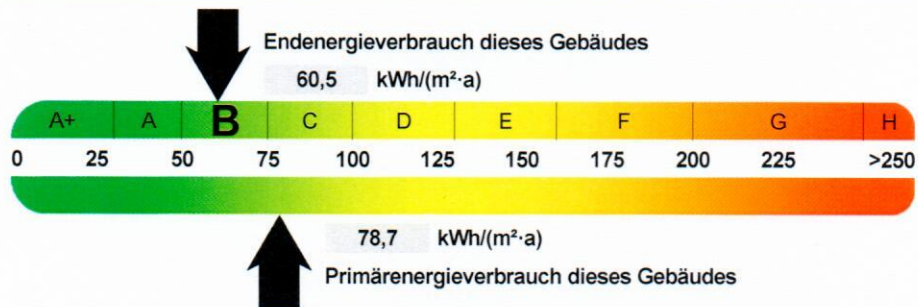 Endenergieverbrauch dieses Gebäudes
60,5 kWh/(m²·a)
A+ A B C D E F G H
0 25 50 75 100 125 150 175 200 225 >250
78,7 kWh/(m²·a)
Primärenergieverbrauch dieses Gebäudes